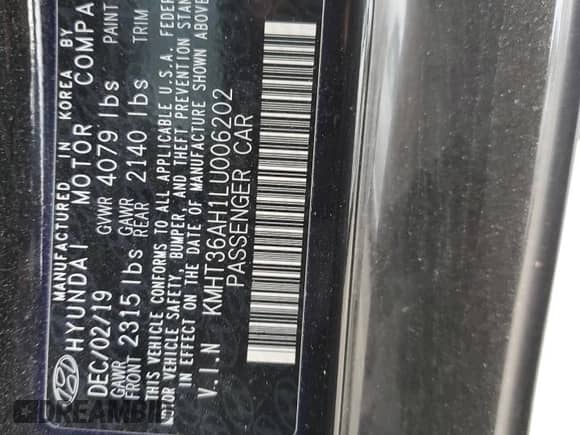 MANUFACTURED IN KOREA BY
HYUNDAI MOTOR COMPA
DEC/02/19 GVWR 4079 lbs PAINT
GAWR FRONT 2315 lbs GAWR REAR 2140 lbs TRIM
THIS VEHICLE CONFORMS TO ALL APPLICABLE U.S.A. FEDER
MOTOR VEHICLE SAFETY, BUMPER, AND THEFT PREVENTION STAN
IN EFFECT ON THE DATE OF MANUFACTURE SHOWN ABOVE
V.I.N KMHT36AH1LU006202
PASSENGER CAR
DREAMBID